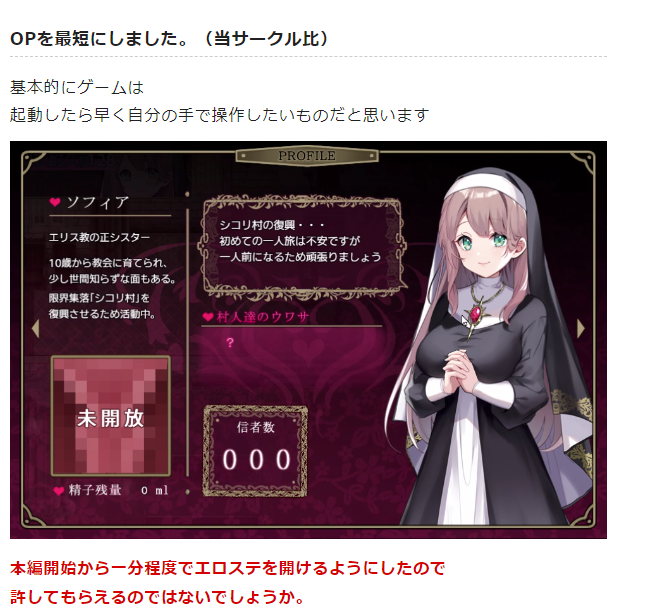 OPを最短にしました。（当サークル比）
基本的にゲームは
起動したら早く自分の手で操作したいものだと思います
PROFILE
ソフィア
エリス教の正シスター
10歳から教会に育てられ、
少し世間知らずな面もある。
限界集落「シコリ村」を
復興させるため活動中。
シコリ村の復興・・・
初めての一人旅は不安ですが
一人前になるため頑張りましょう
村人達のウワサ
？
未開放
精子残量 0 ml
信者数
000
本編開始から一分程度でエロステを開けるようにしたので
許してもらえるのではないでしょうか。